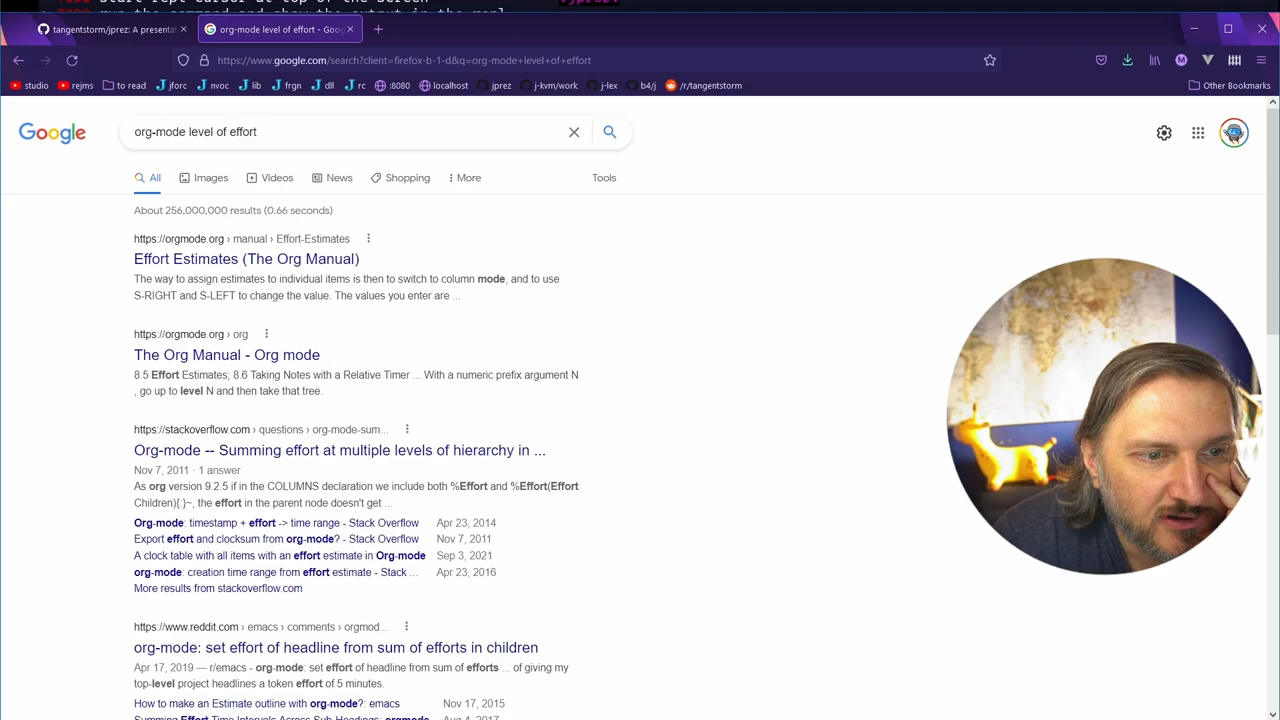 tangentstorm/jprez: A presentat
org-mode level of effort - Goog
https://www.google.com/search?client=firefox-b-1-d&q=org-mode+level+of+effort
studio
rejms
to read
jforc
nvoc
lib
frgn
dll
rc
:8080
localhost
jprez
j-kvm/work
j-lex
b4/j
/r/tangentstorm
Other Bookmarks
Google
org-mode level of effort
All
Images
Videos
News
Shopping
More
Tools
About 256,000,000 results (0.66 seconds)
https://orgmode.org › manual › Effort-Estimates
Effort Estimates (The Org Manual)
The way to assign estimates to individual items is then to switch to column mode, and to use
S-RIGHT and S-LEFT to change the value. The values you enter are ...
https://orgmode.org › org
The Org Manual - Org mode
8.5 Effort Estimates; 8.6 Taking Notes with a Relative Timer ... With a numeric prefix argument N
, go up to level N and then take that tree.
https://stackoverflow.com › questions › org-mode-sum...
Org-mode -- Summing effort at multiple levels of hierarchy in ...
Nov 7, 2011 · 1 answer
As org version 9.2.5 if in the COLUMNS declaration we include both %Effort and %Effort(Effort
Children){:}~, the effort in the parent node doesn't get ...
Org-mode: timestamp + effort -> time range - Stack Overflow Apr 23, 2014
Export effort and clocksum from org-mode? - Stack Overflow Nov 7, 2011
A clock table with all items with an effort estimate in Org-mode Sep 3, 2021
org-mode: creation time range from effort estimate - Stack ... Apr 23, 2016
More results from stackoverflow.com
https://www.reddit.com › emacs › comments › orgmod...
org-mode: set effort of headline from sum of efforts in children
Apr 17, 2019 — r/emacs - org-mode: set effort of headline from sum of efforts ... of giving my
top-level project headlines a token effort of 5 minutes.
How to make an Estimate outline with org-mode?: emacs Nov 17, 2015